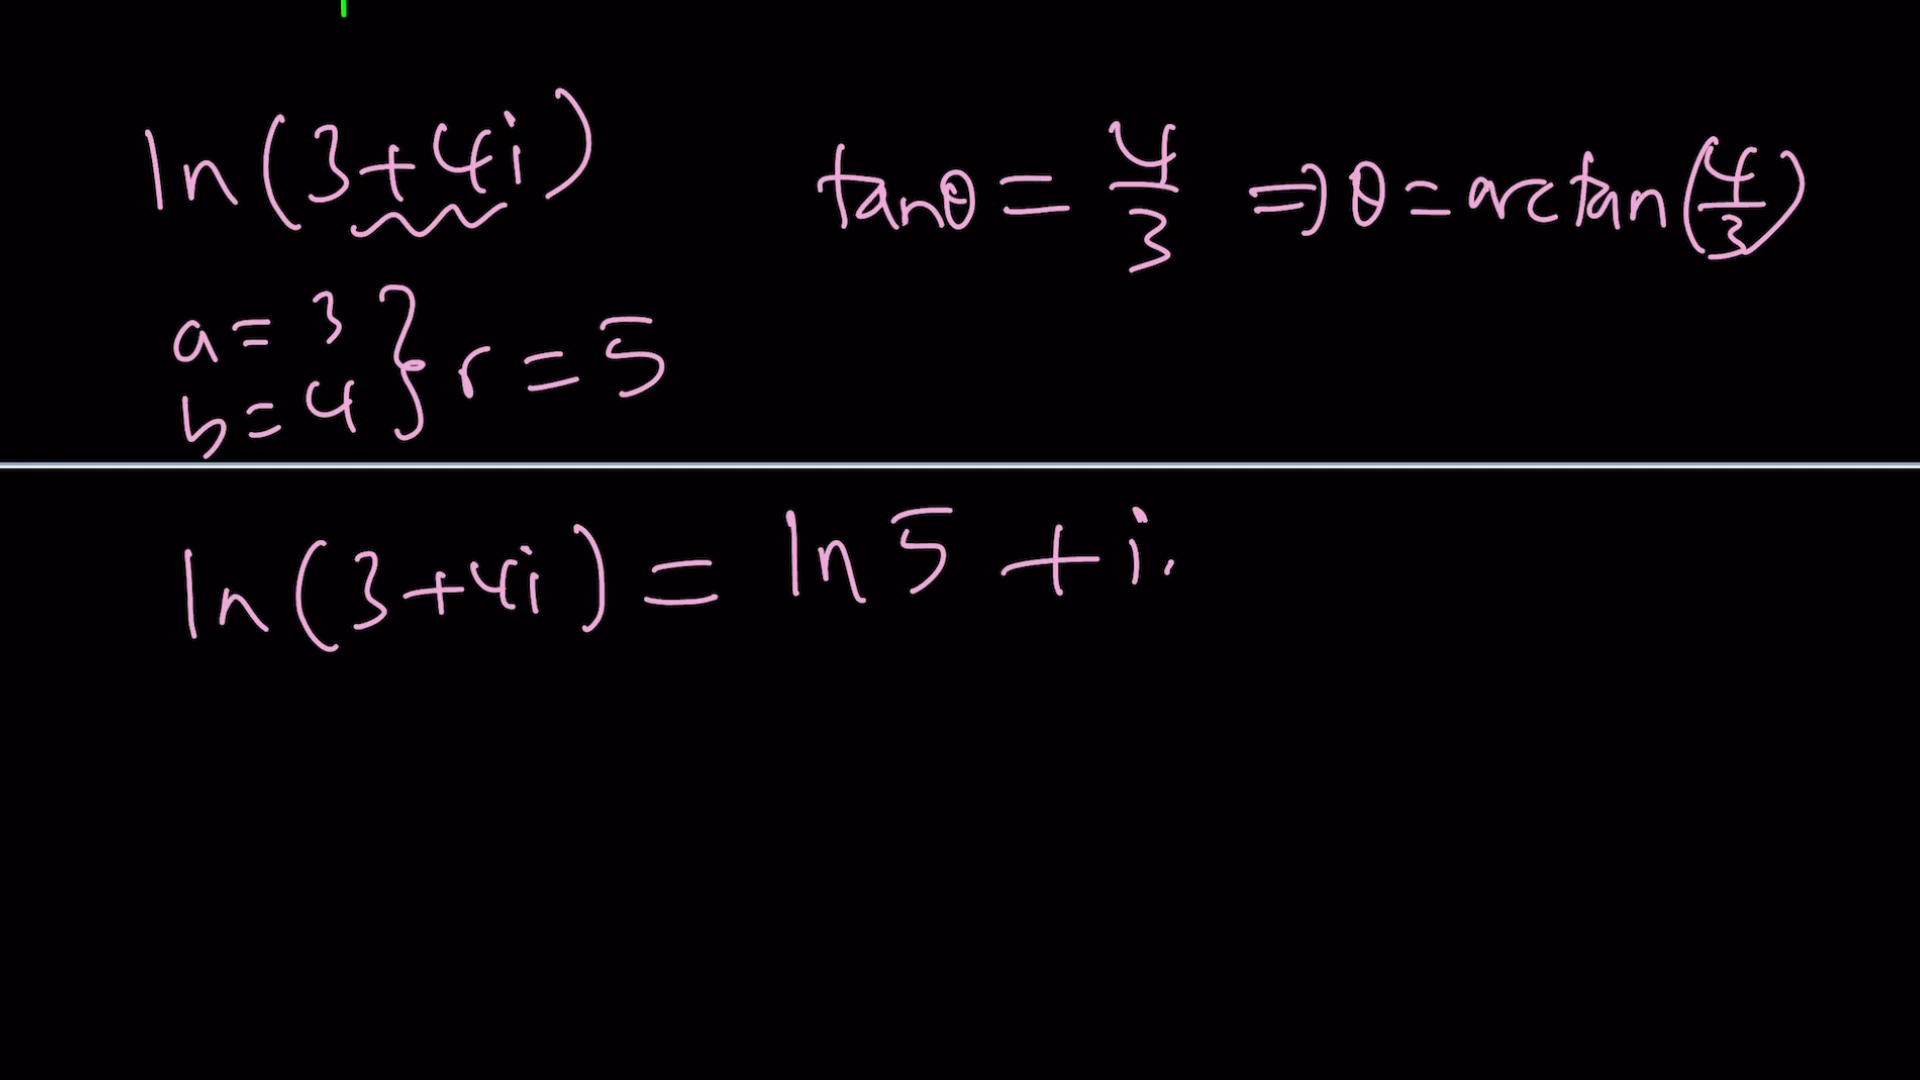 ln(3+4i)
tanθ = 4/3 ⇒ θ = arctan(4/3)
a = 3
b = 4 } r = 5
ln(3+4i) = ln 5 + i.